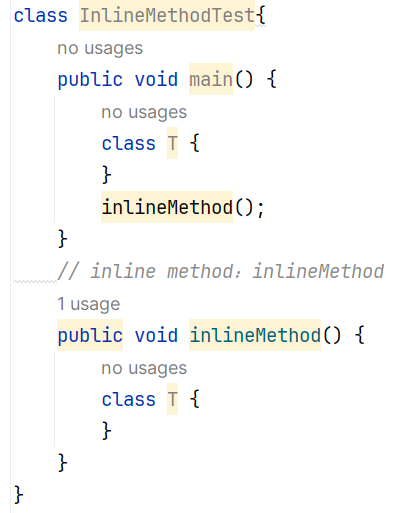 class InlineMethodTest{
no usages
public void main() {
no usages
class T {
}
inlineMethod();
}
// inline method：inlineMethod
1 usage
public void inlineMethod() {
no usages
class T {
}
}
}